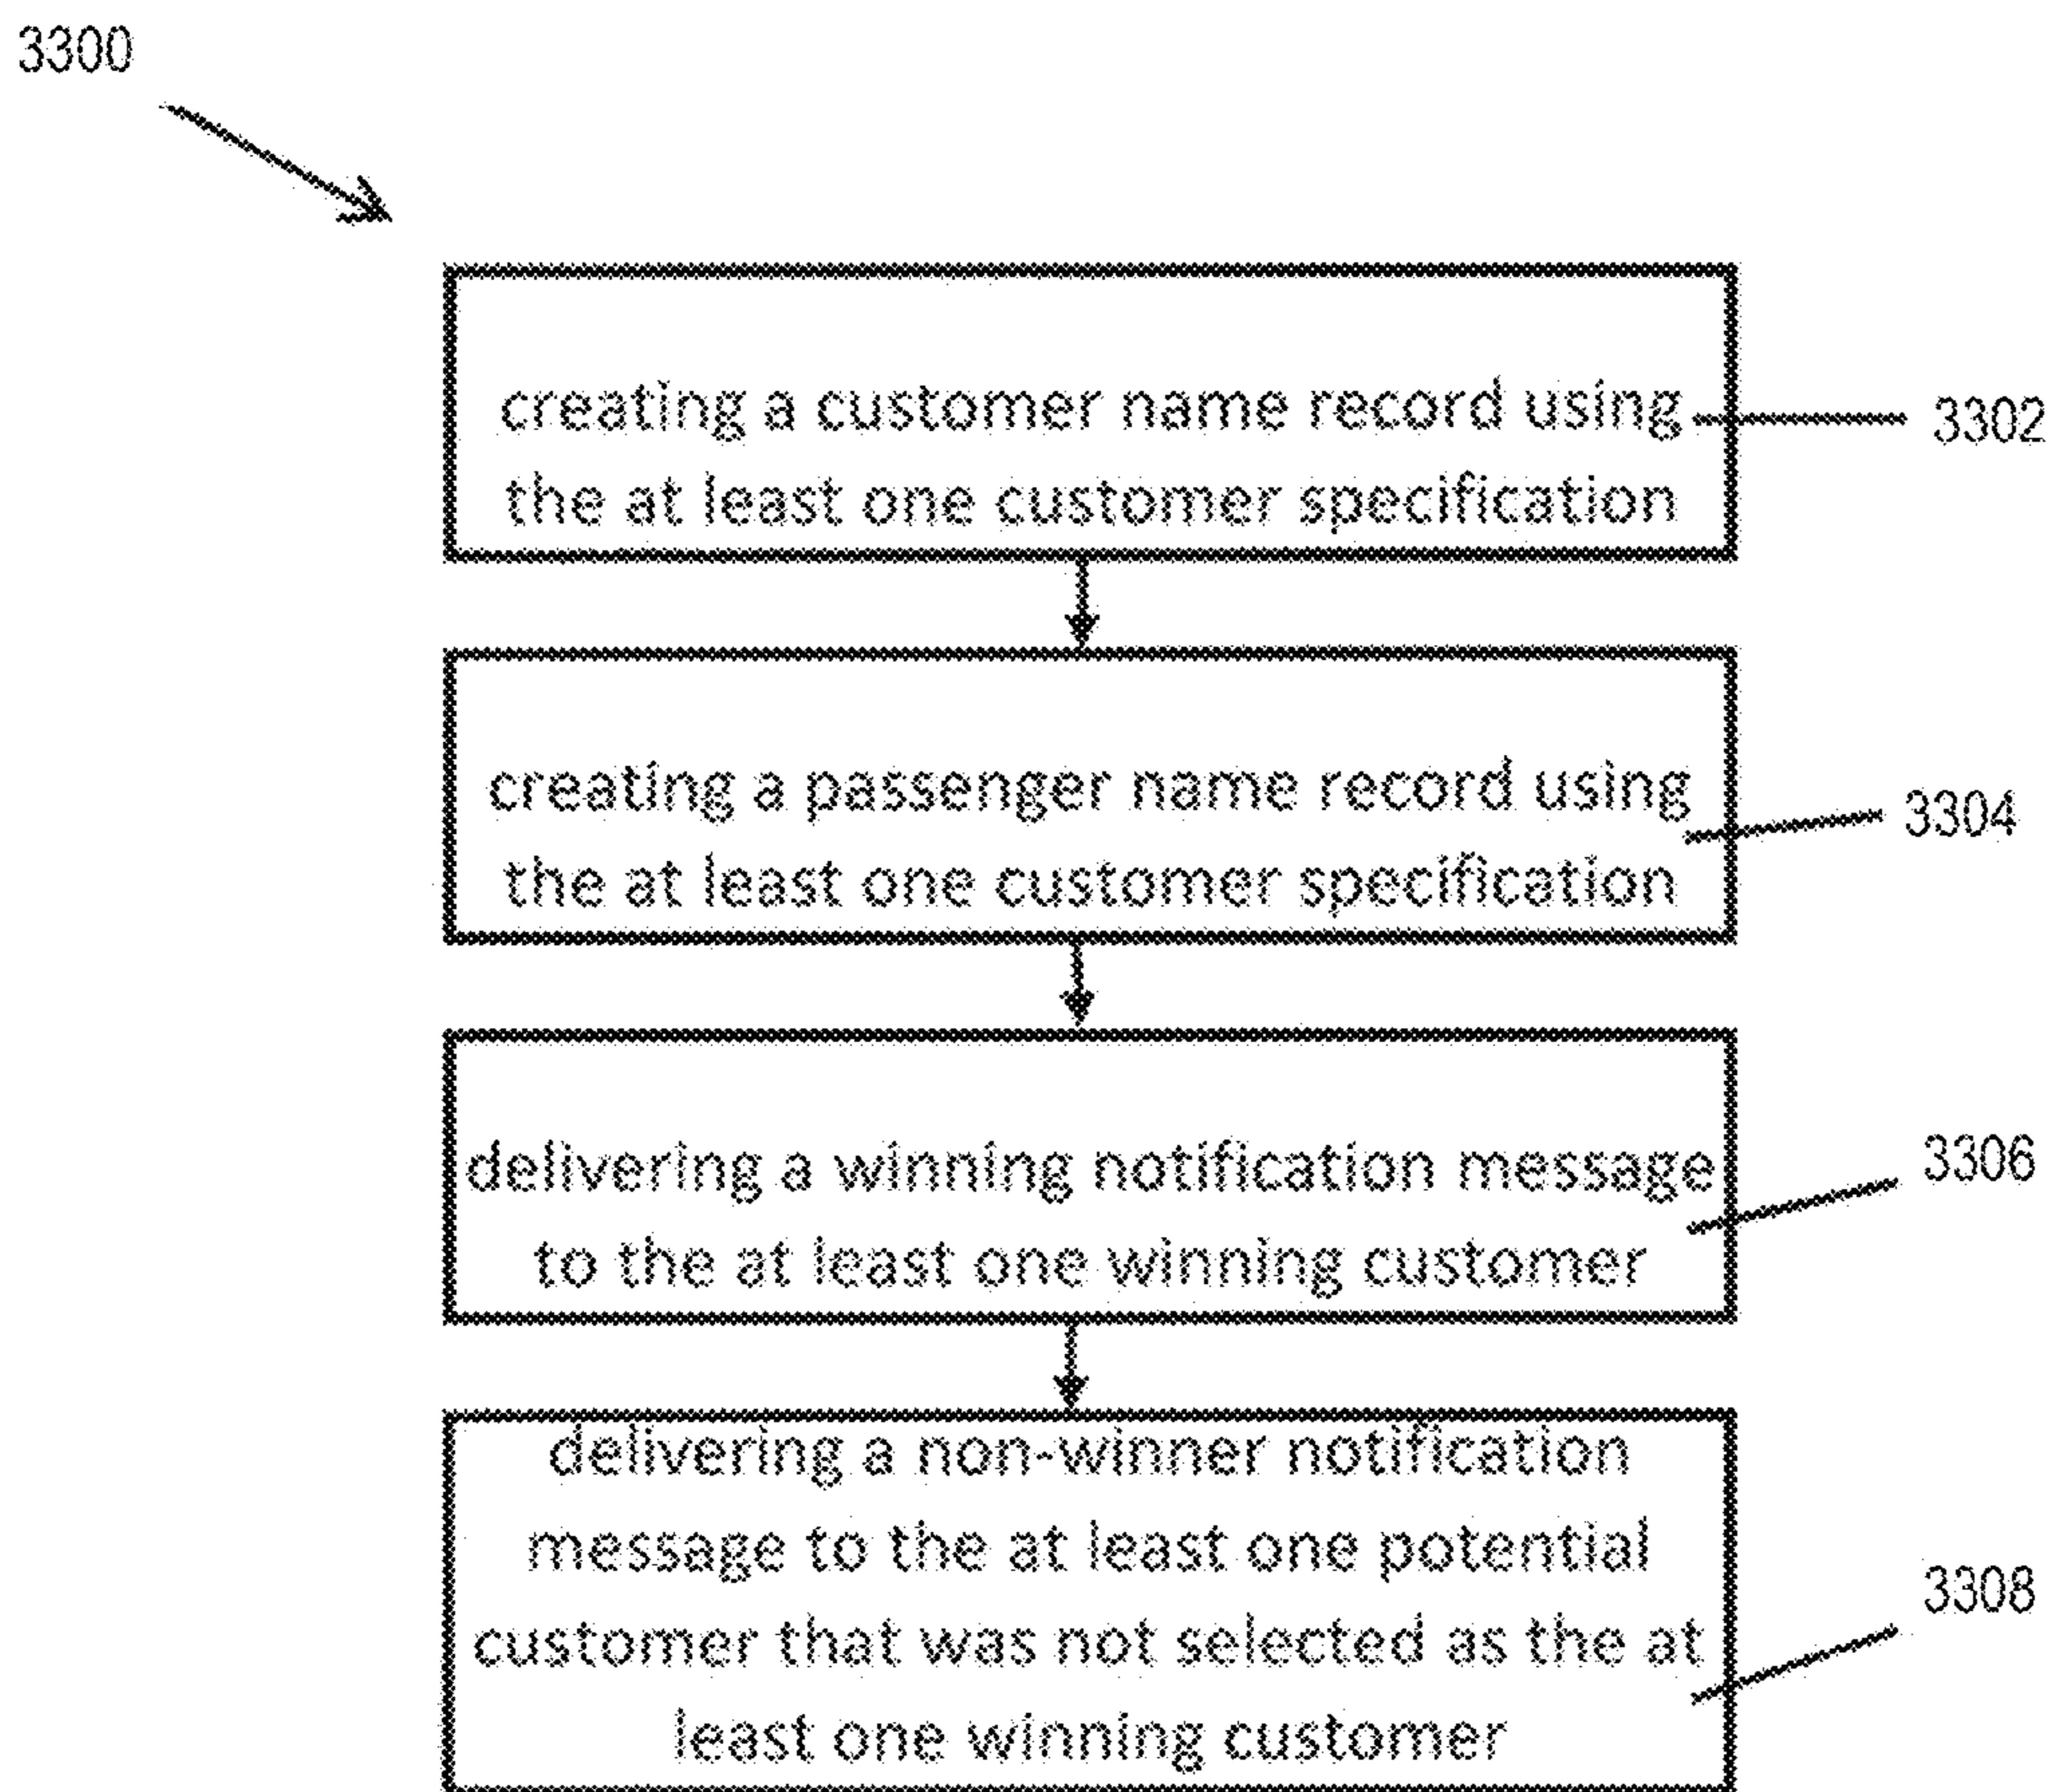 3300
creating a customer name record using
the at least one customer specification
3302
creating a passenger name record using
the at least one customer specification
3304
delivering a winning notification message
to the at least one winning customer
3306
delivering a non-winner notification
message to the at least one potential
customer that was not selected as the at
least one winning customer
3308